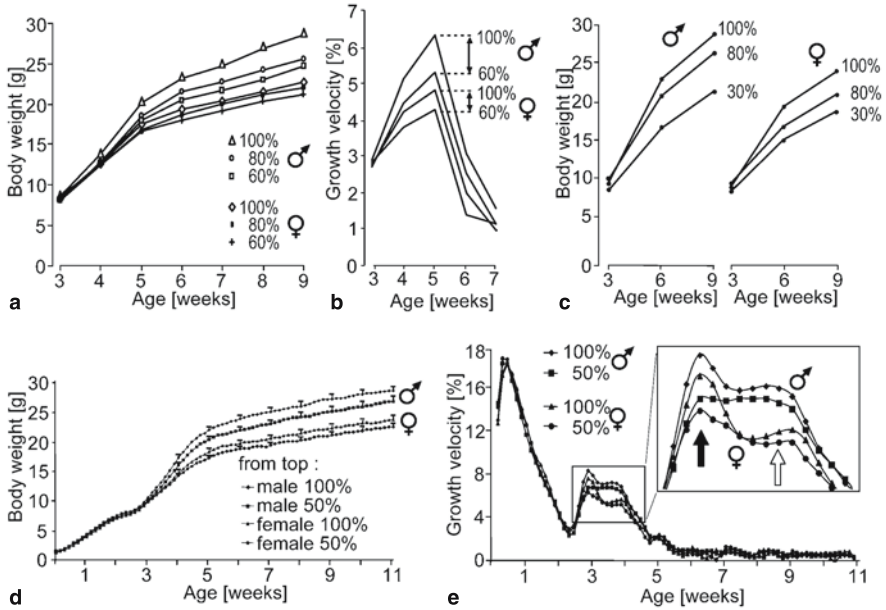 30
25
20
15
10
5
0
Body weight [g]
100%
80%
60%
100%
80%
60%
3 4 5 6 7 8 9
Age [weeks]
a
7
6
5
4
3
2
1
0
Growth velocity [%]
100%
60%
100%
60%
3 4 5 6 7
Age [weeks]
b
30
25
20
15
10
5
0
Body weight [g]
100%
80%
30%
100%
80%
30%
3 6 9 3 6 9
Age [weeks]
c
30
25
20
15
10
5
0
Body weight [g]
from top :
male 100%
male 50%
female 100%
female 50%
1 3 5 7 9 11
Age [weeks]
d
18
16
12
8
4
0
Growth velocity [%]
100%
50%
100%
50%
1 3 5 7 9 11
Age [weeks]
e